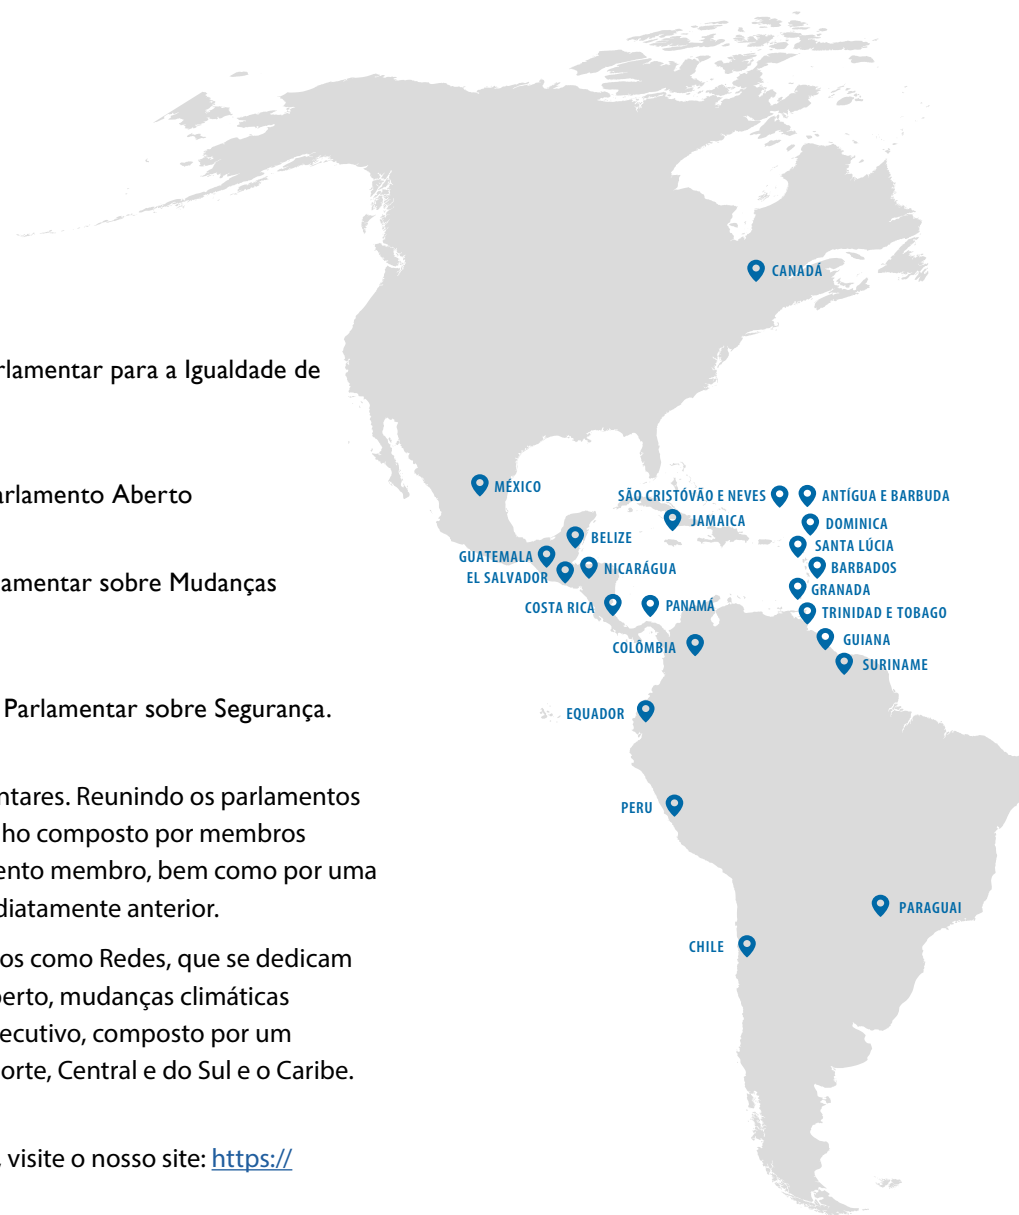 CANADÁ
rlamentar para a Igualdade de
MÉXICO
arlamento Aberto
SÃO CRISTÓVÃO E NEVES
ANTÍGUA E BARBUDA
JAMAICA
DOMINICA
BELIZE
SANTA LÚCIA
GUATEMALA
NICARÁGUA
BARBADOS
EL SALVADOR
lamentar sobre Mudanças
GRANADA
COSTA RICA
PANAMÁ
TRINIDAD E TOBAGO
COLÔMBIA
GUIANA
SURINAME
Parlamentar sobre Segurança.
EQUADOR
ntares. Reunindo os parlamentos
PERU
lho composto por membros
ento membro, bem como por uma
diatamente anterior.
PARAGUAI
CHILE
os como Redes, que se dedicam
perto, mudanças climáticas
ecutivo, composto por um
orte, Central e do Sul e o Caribe.
visite o nosso site: https://